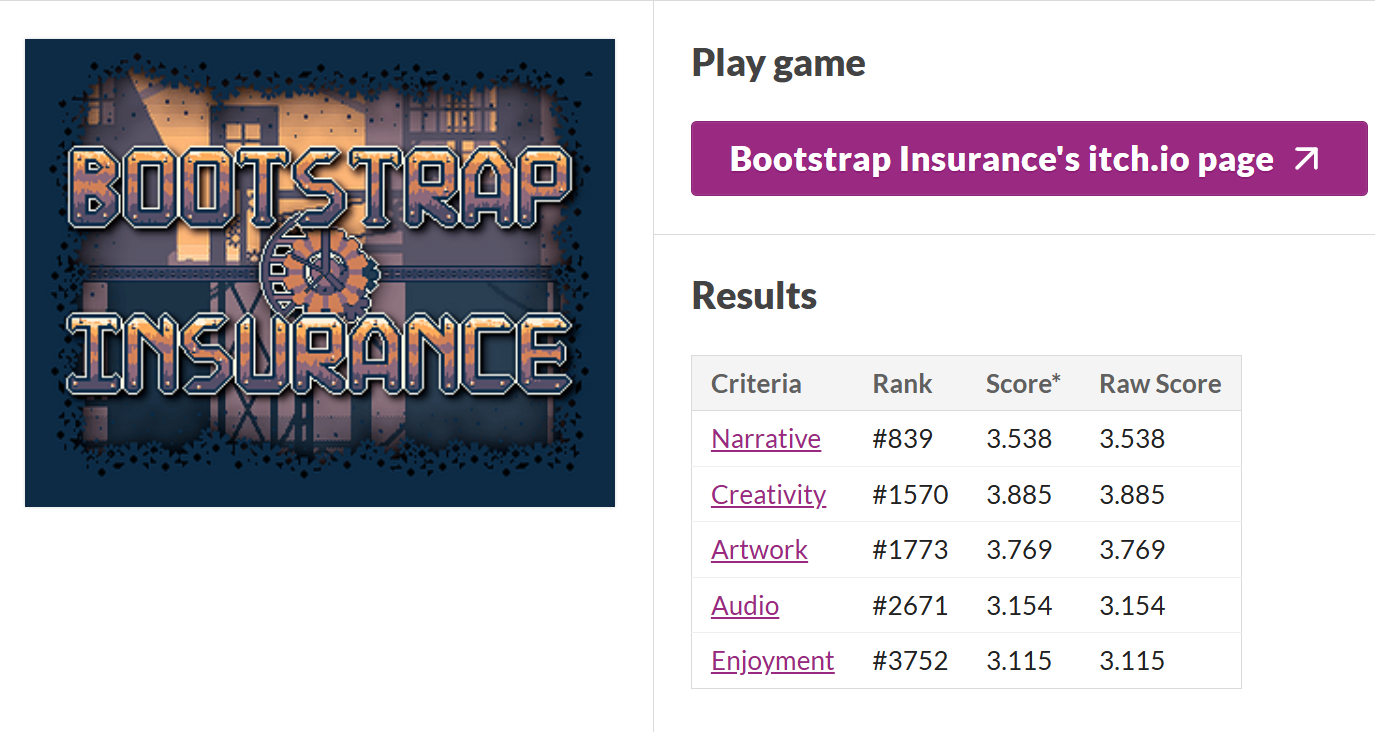 BOOTSTRAP
INSURANCE
Play game
Bootstrap Insurance's itch.io page
Results
Criteria Rank Score* Raw Score
Narrative #839 3.538 3.538
Creativity #1570 3.885 3.885
Artwork #1773 3.769 3.769
Audio #2671 3.154 3.154
Enjoyment #3752 3.115 3.115